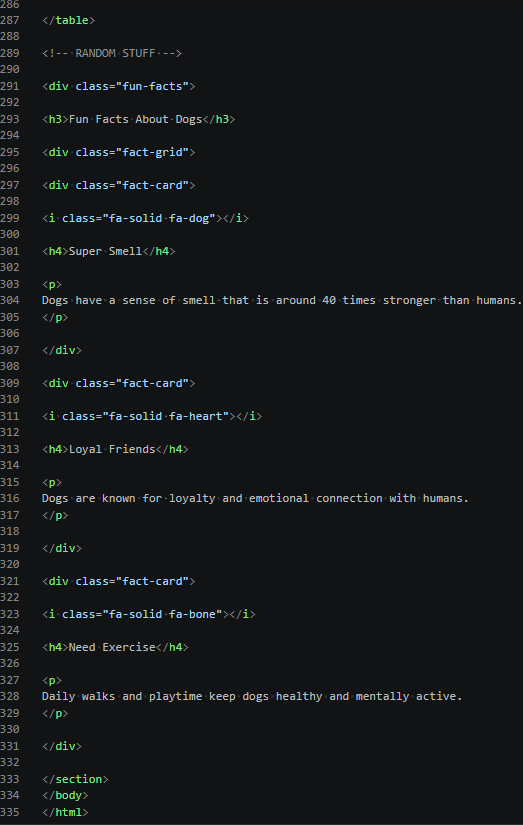 286
287 </table>
288
289 <!-- RANDOM STUFF -->
290
291 <div class="fun-facts">
292
293 <h3>Fun Facts About Dogs</h3>
294
295 <div class="fact-grid">
296
297 <div class="fact-card">
298
299 <i class="fa-solid fa-dog"></i>
300
301 <h4>Super Smell</h4>
302
303 <p>
304 Dogs have a sense of smell that is around 40 times stronger than humans.
305 </p>
306
307 </div>
308
309 <div class="fact-card">
310
311 <i class="fa-solid fa-heart"></i>
312
313 <h4>Loyal Friends</h4>
314
315 <p>
316 Dogs are known for loyalty and emotional connection with humans.
317 </p>
318
319 </div>
320
321 <div class="fact-card">
322
323 <i class="fa-solid fa-bone"></i>
324
325 <h4>Need Exercise</h4>
326
327 <p>
328 Daily walks and playtime keep dogs healthy and mentally active.
329 </p>
330
331 </div>
332
333 </section>
334 </body>
335 </html>